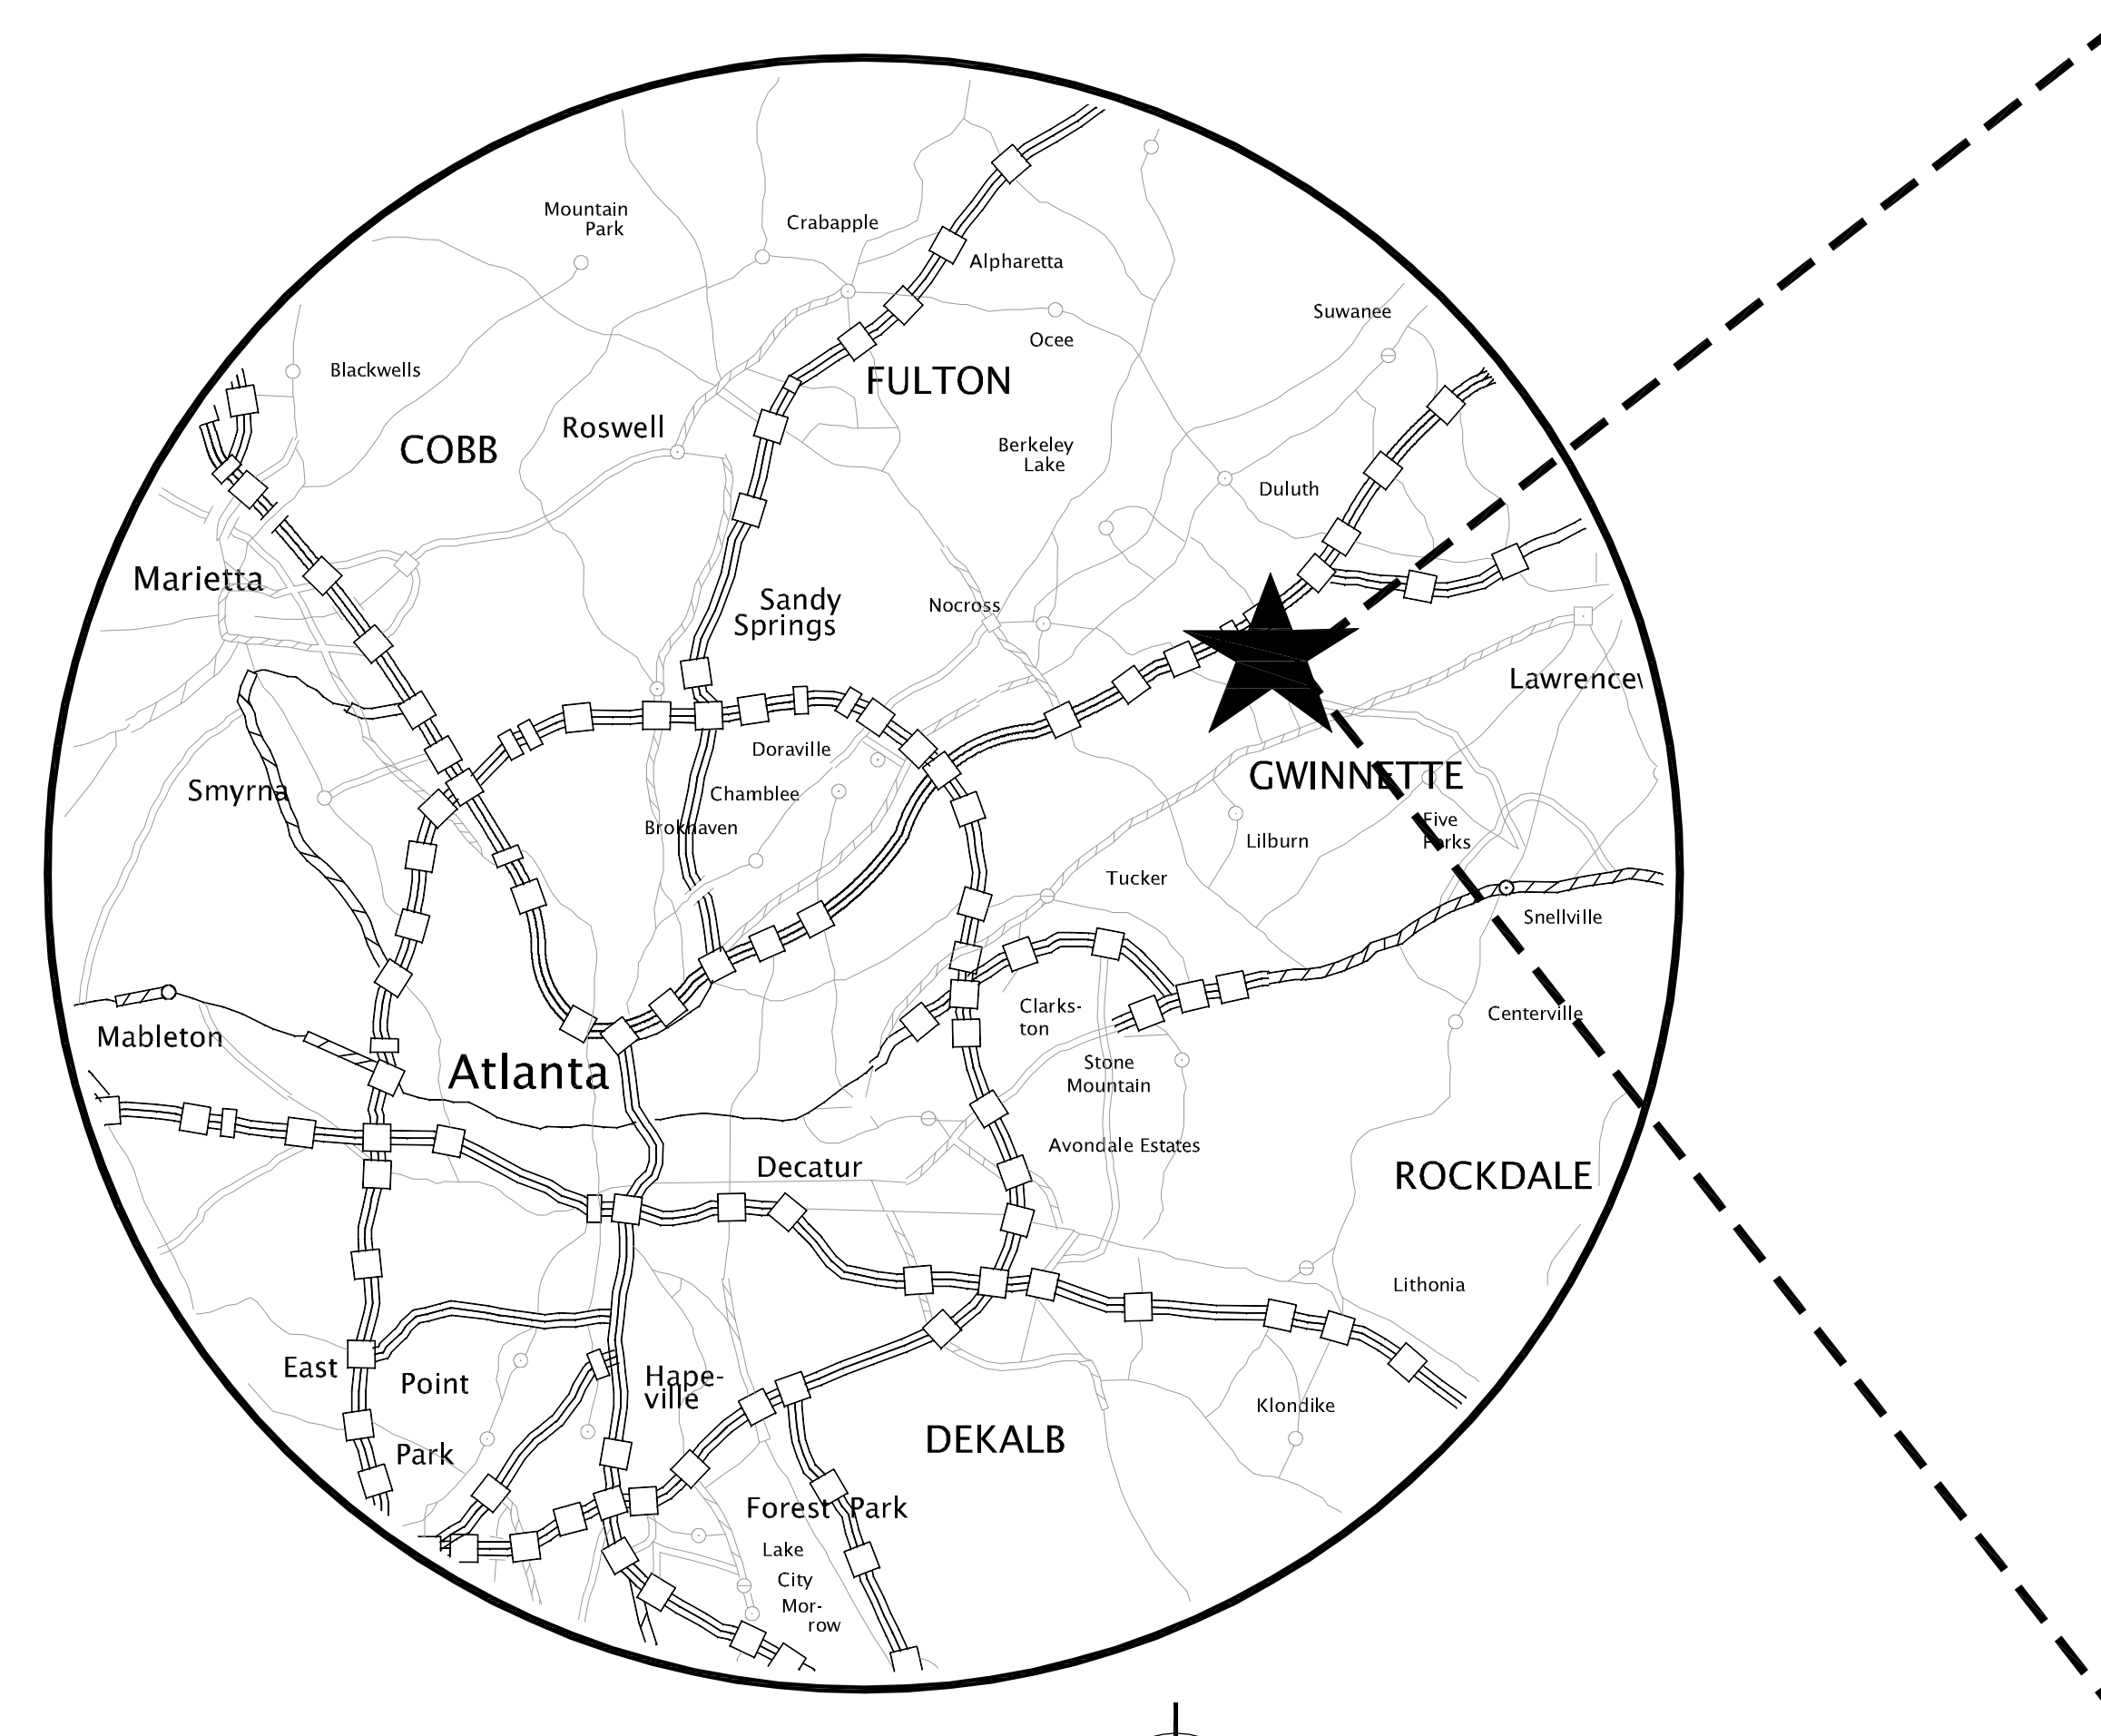 Mountain
Park
Crabapple
Alpharetta
Suwanee
Ocee
Blackwells
FULTON
Roswell
COBB
Berkeley
Lake
Duluth
Marietta
Sandy
Springs
Nocross
Lawrence
Doraville
GWINNETTE
Smyrna
Chamblee
Brokhaven
Five
Forks
Lilburn
Tucker
Snellville
Clarks-
ton
Centerville
Mableton
Atlanta
Stone
Mountain
Avondale Estates
Decatur
ROCKDALE
Lithonia
East
Point
Hape-
ville
Klondike
Park
DEKALB
Forest Park
Lake
City
Mor-
row